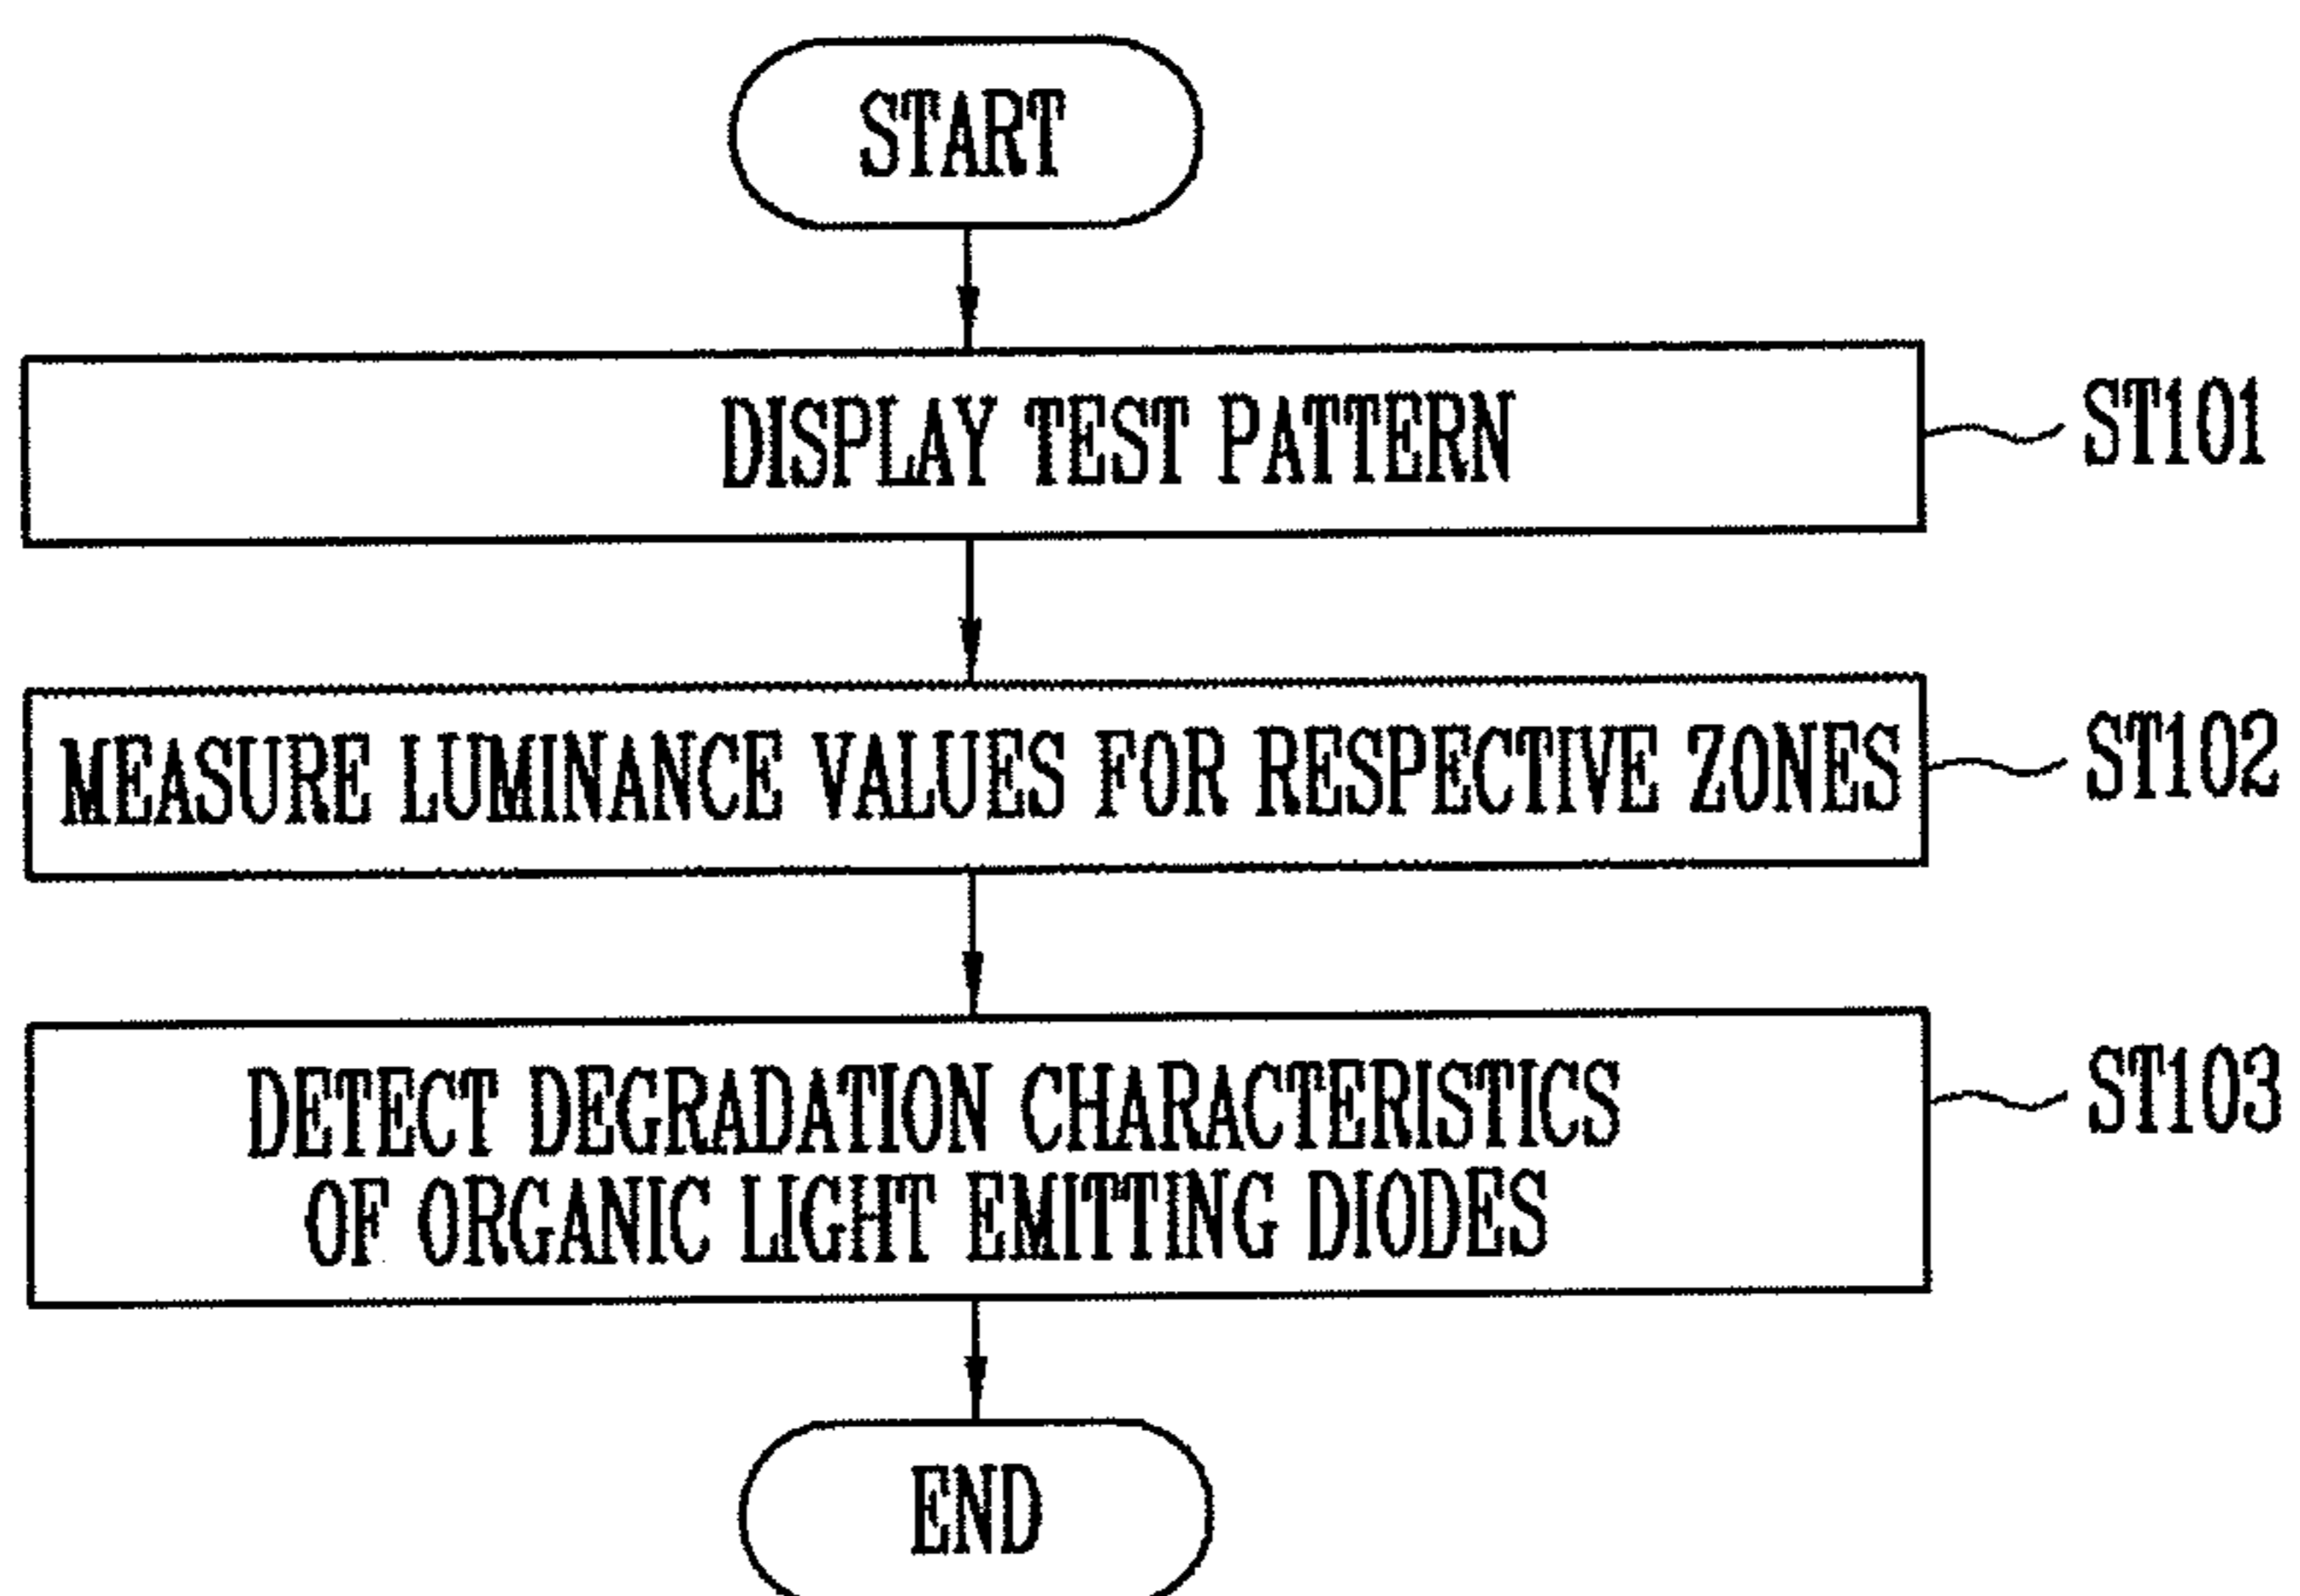 START
DISPLAY TEST PATTERN
ST101
MEASURE LUMINANCE VALUES FOR RESPECTIVE ZONES
ST102
DETECT DEGRADATION CHARACTERISTICS
OF ORGANIC LIGHT EMITTING DIODES
ST103
END